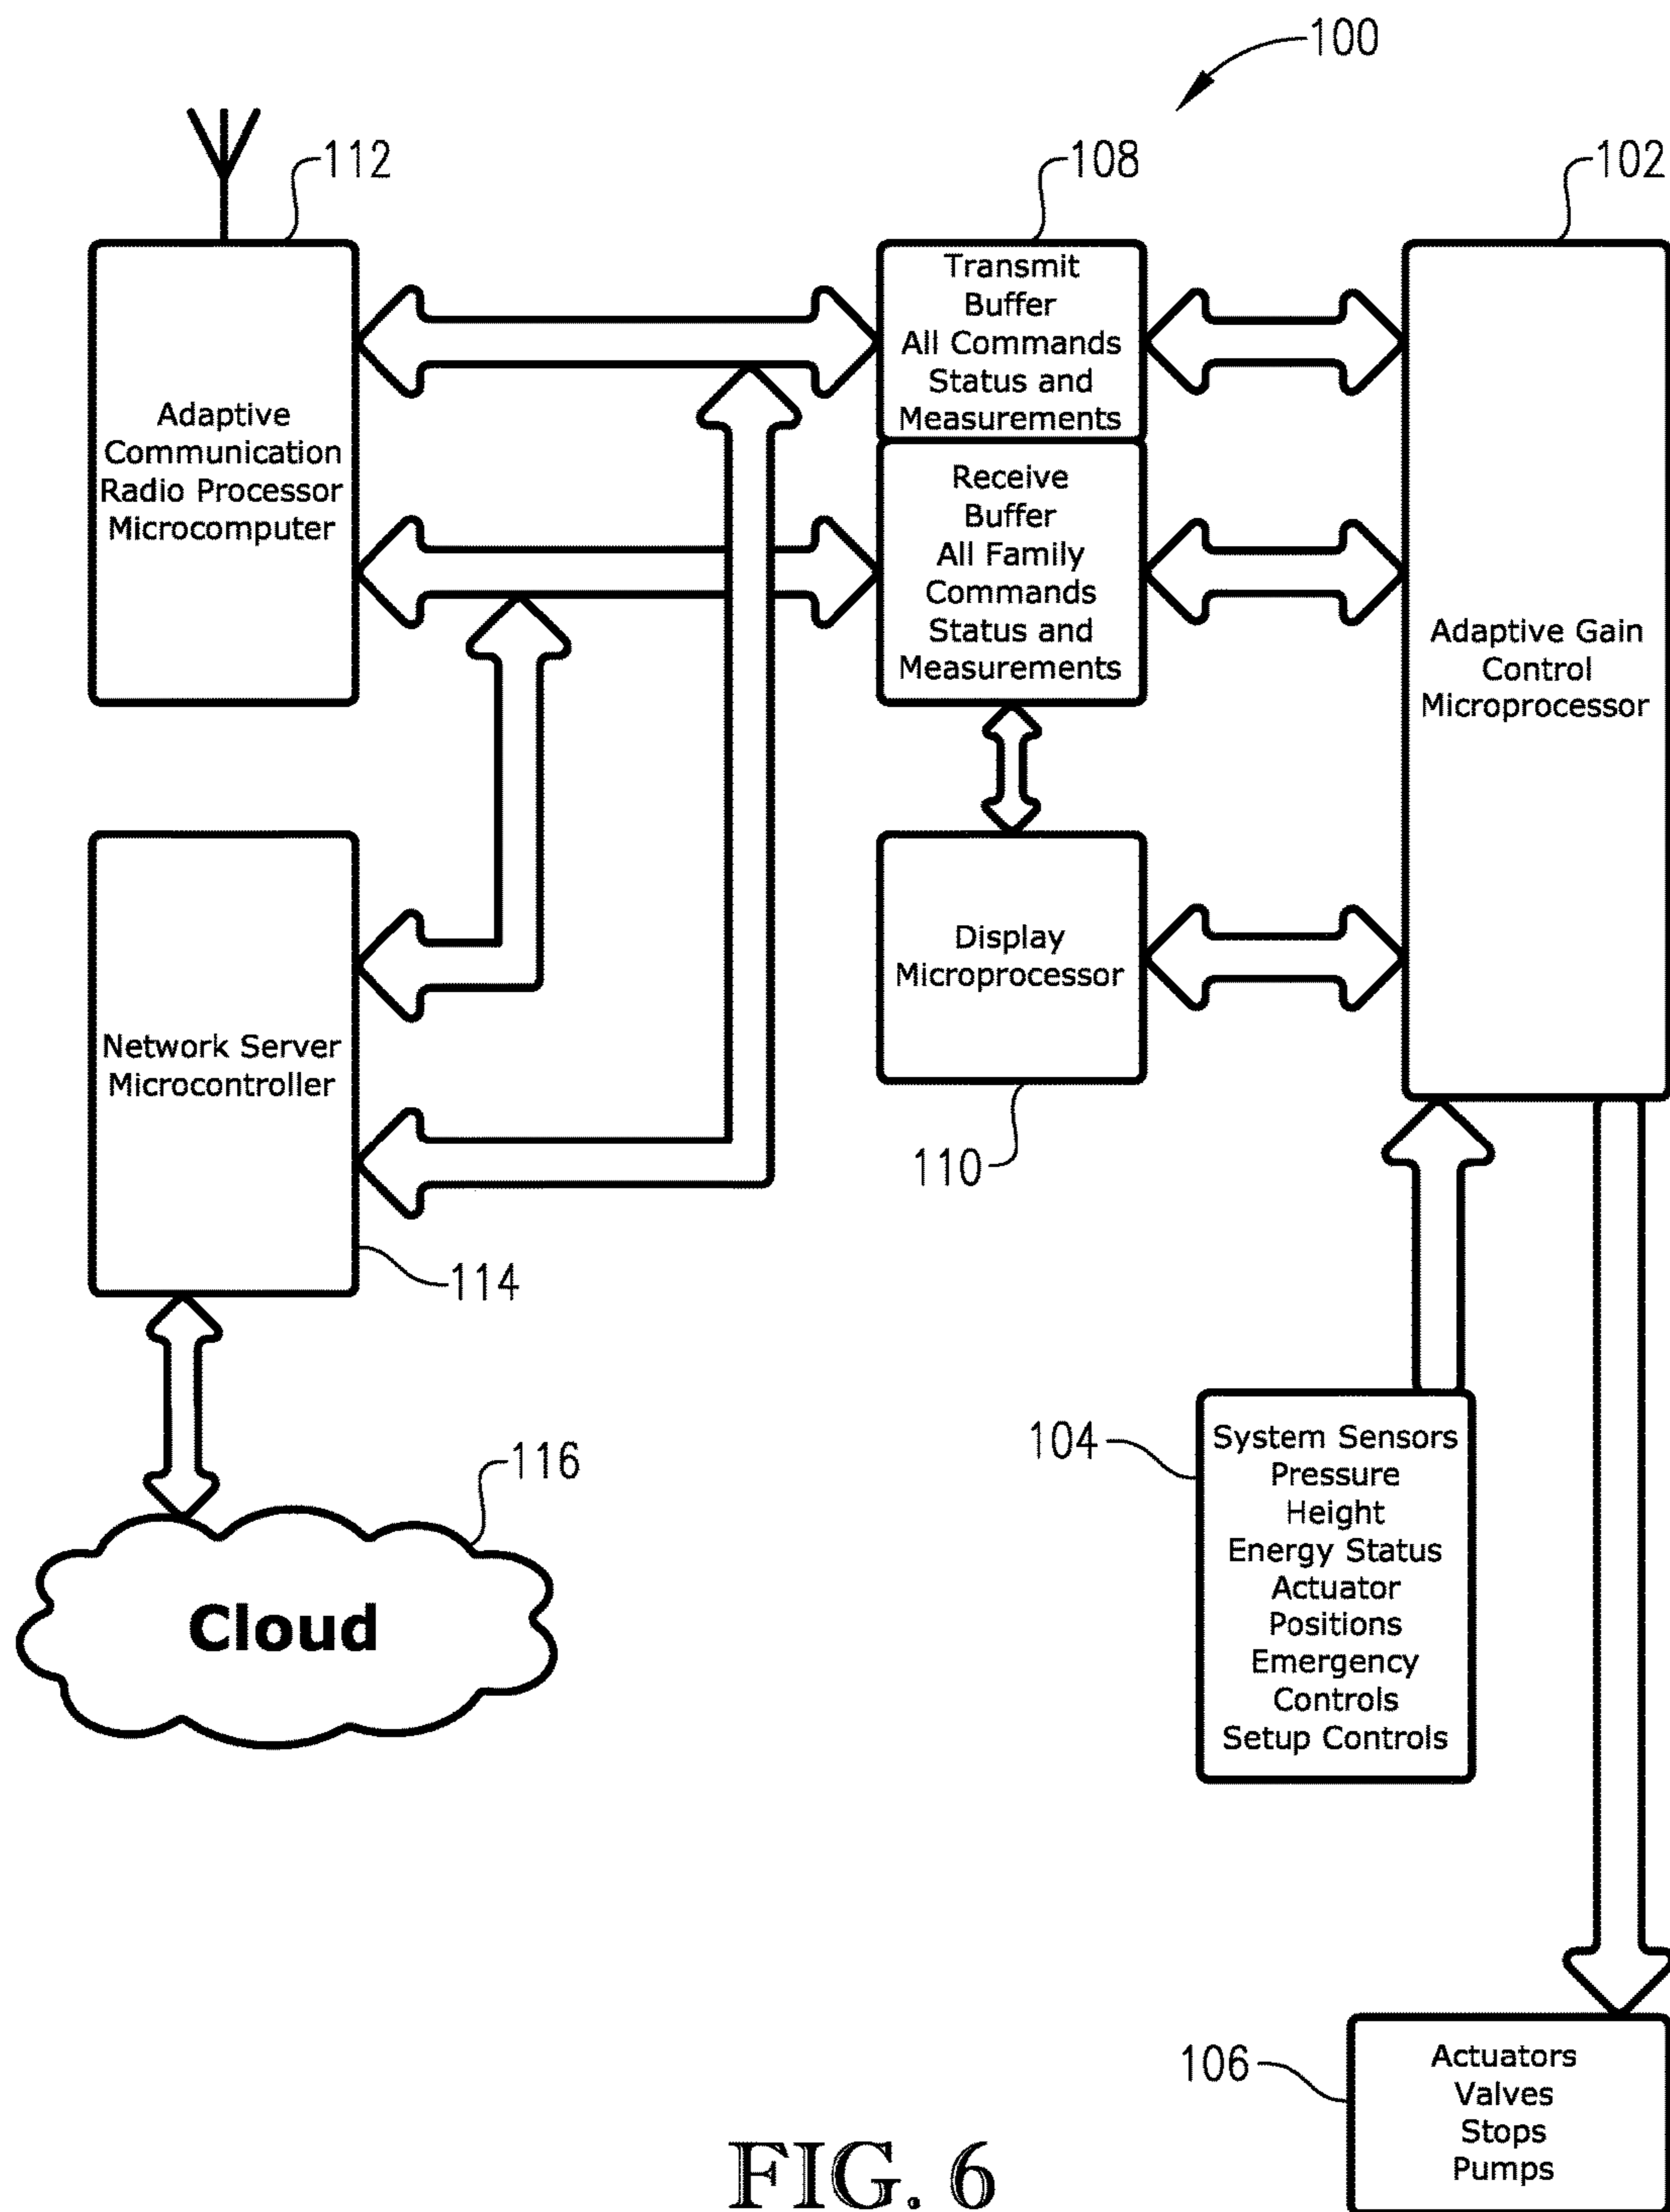 100
112
108
102
Transmit
Buffer
All Commands
Status and
Measurements
Adaptive
Communication
Radio Processor
Microcomputer
Receive
Buffer
All Family
Commands
Status and
Measurements
Adaptive Gain
Control
Microprocessor
Display
Microprocessor
Network Server
Microcontroller
110
114
116
104
System Sensors
Pressure
Height
Energy Status
Actuator
Positions
Emergency
Controls
Setup Controls
Cloud
106
Actuators
Valves
Stops
Pumps
FIG. 6